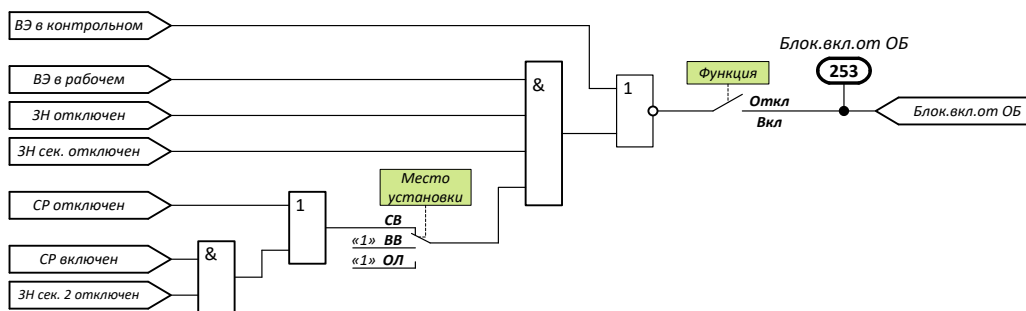 ВЭ в контрольном
Блок.вкл.от ОБ
253
ВЭ в рабочем
&
Функция
1
Откл
Вкл
Блок.вкл.от ОБ
ЗН отключен
ЗН сек. отключен
Место
установки
СР отключен
1
СВ
«1» ВВ
«1» ОЛ
СР включен
&
ЗН сек. 2 отключен